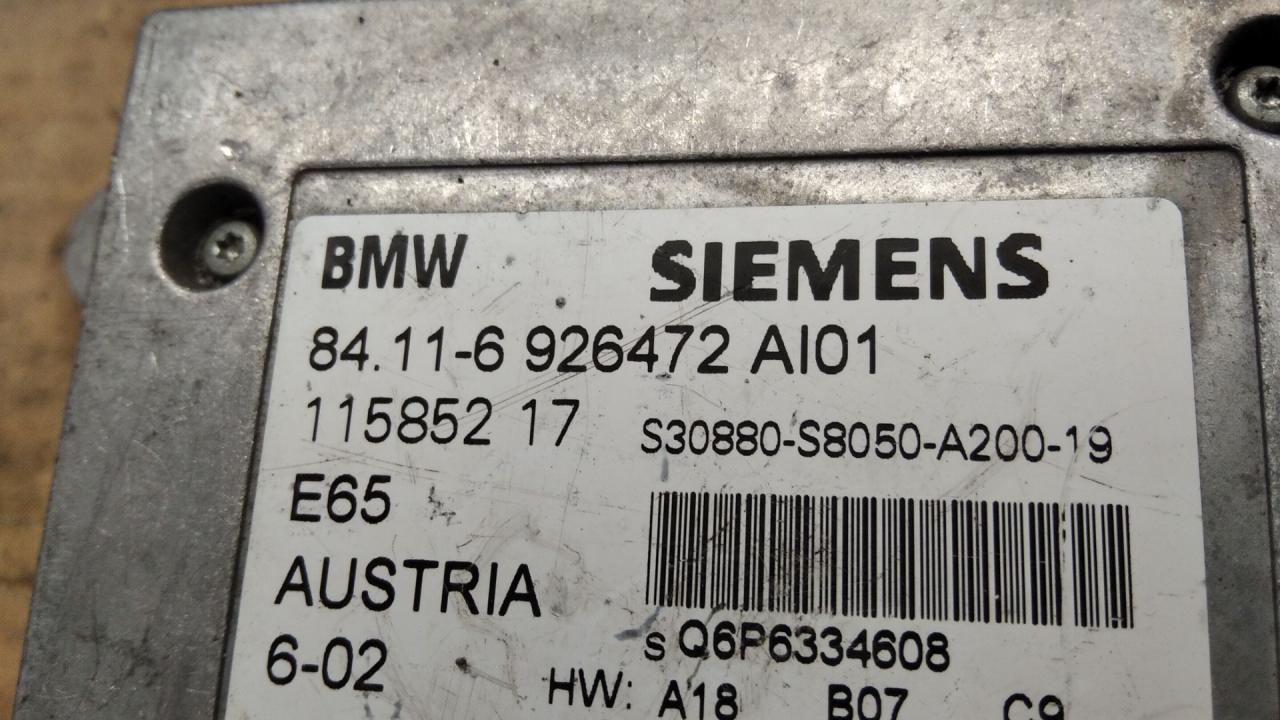 BMW SIEMENS
84.11-6 926472 AI01
115852 17 S30880-S8050-A200-19
E65
AUSTRIA
s Q6P6334608
6-02
HW: A18 B07 C9